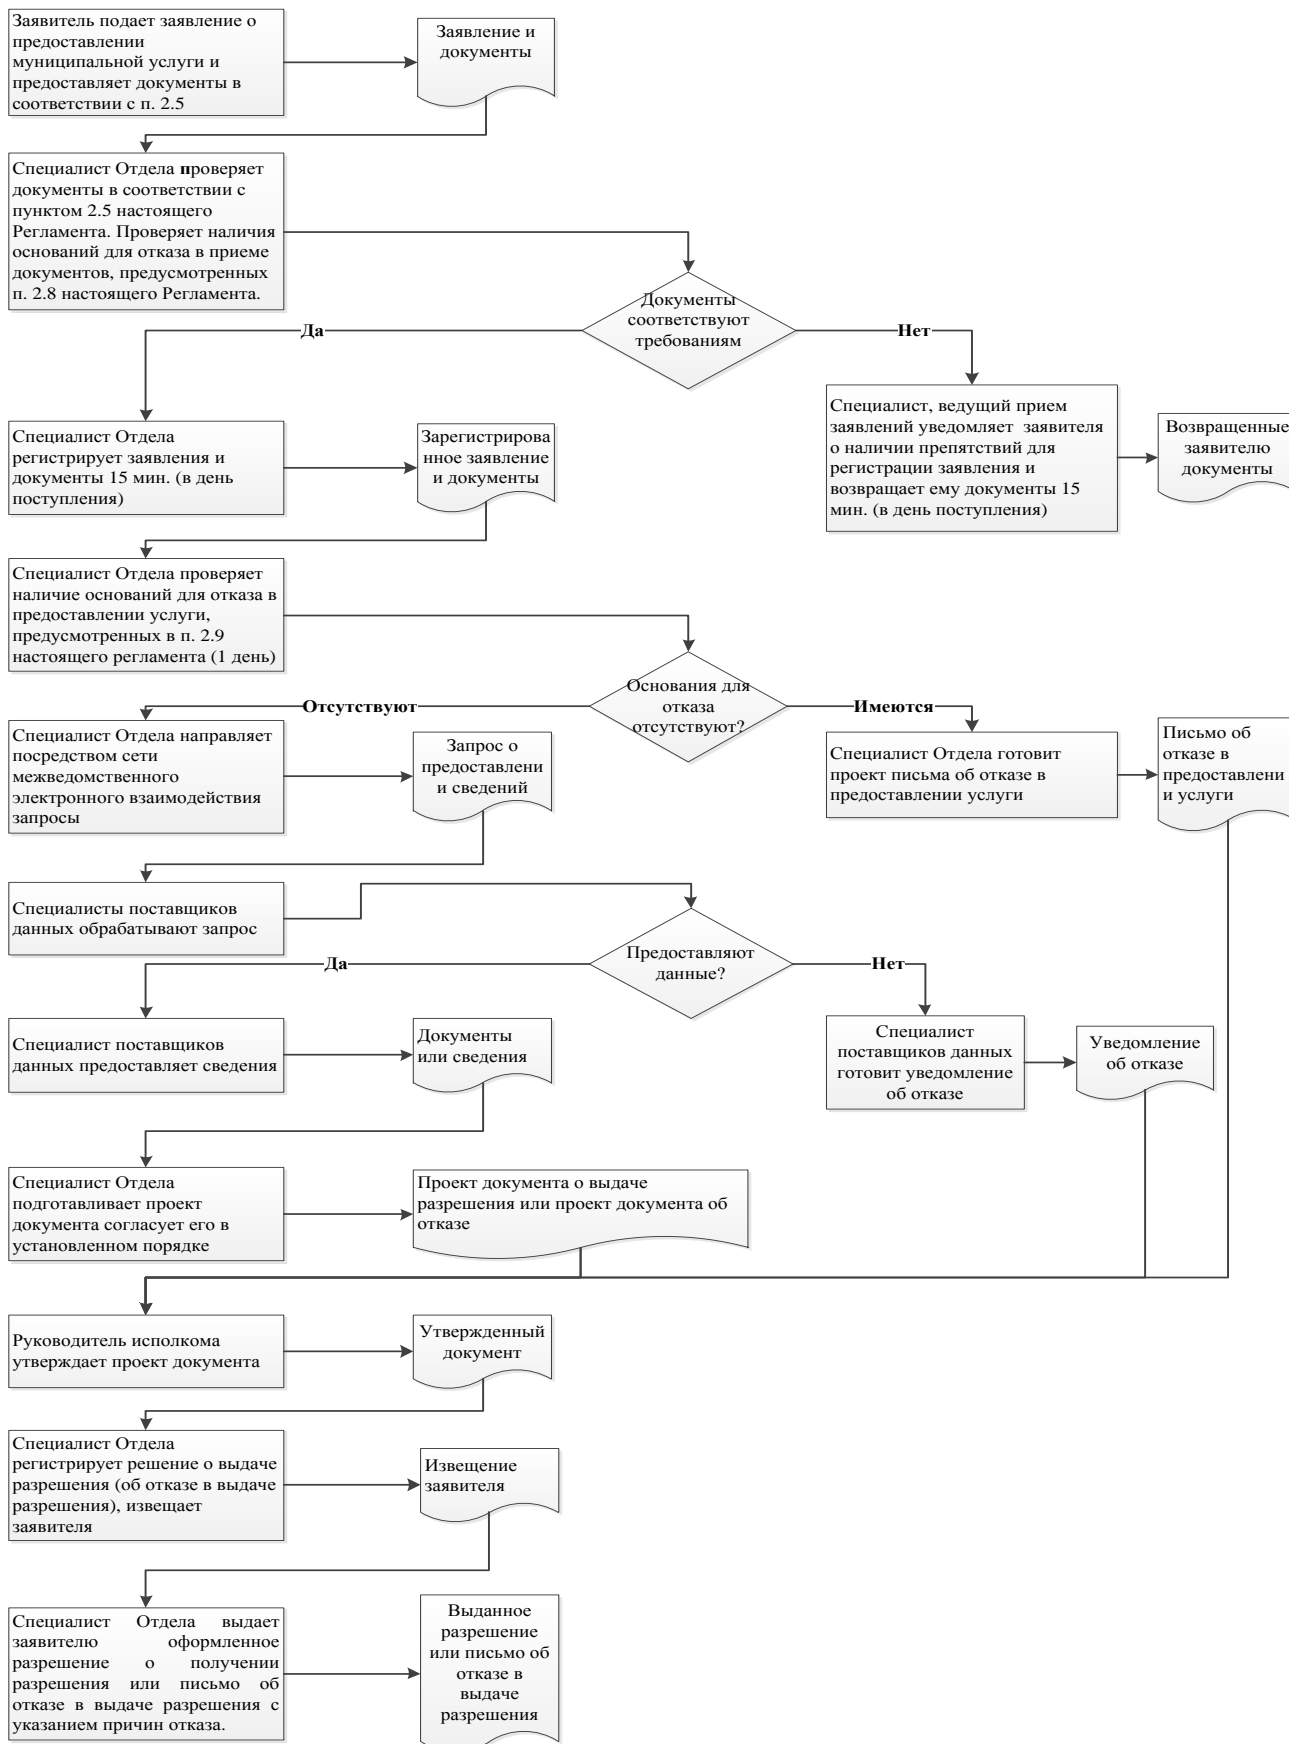 Заявитель подает заявление о
предоставлении
муниципальной услуги и
предоставляет документы в
соответствии с п. 2.5
Заявление и
документы
Специалист Отдела проверяет
документы в соответствии с
пунктом 2.5 настоящего
Регламента. Проверяет наличия
оснований для отказа в приеме
документов, предусмотренных
п. 2.8 настоящего Регламента.
Документы
соответствуют
требованиям
Да
Нет
Специалист Отдела
регистрирует заявления и
документы 15 мин. (в день
поступления)
Зарегистрирова
нное заявление
и документы
Специалист, ведущий прием
заявлений уведомляет заявителя
о наличии препятствий для
регистрации заявления и
возвращает ему документы 15
мин. (в день поступления)
Возвращенные
заявителю
документы
Специалист Отдела проверяет
наличие оснований для отказа в
предоставлении услуги,
предусмотренных в п. 2.9
настоящего регламента (1 день)
Основания для
отказа
отсутствуют?
Отсутствуют
Имеются
Специалист Отдела направляет
посредством сети
межведомственного
электронного взаимодействия
запросы
Запрос о
предоставлени
и сведений
Специалист Отдела готовит
проект письма об отказе в
предоставлении услуги
Письмо об
отказе в
предоставлени
и услуги
Специалисты поставщиков
данных обрабатывают запрос
Предоставляют
данные?
Да
Нет
Специалист поставщиков
данных предоставляет сведения
Документы
или сведения
Специалист
поставщиков данных
готовит уведомление
об отказе
Уведомление
об отказе
Специалист Отдела
подготавливает проект
документа согласует его в
установленном порядке
Проект документа о выдаче
разрешения или проект документа об
отказе
Руководитель исполкома
утверждает проект документа
Утвержденный
документ
Специалист Отдела
регистрирует решение о выдаче
разрешения (об отказе в выдаче
разрешения), извещает
заявителя
Извещение
заявителя
Специалист Отдела выдает
заявителю оформленное
разрешение о получении
разрешения или письмо об
отказе в выдаче разрешения с
указанием причин отказа.
Выданное
разрешение
или письмо об
отказе в
выдаче
разрешения